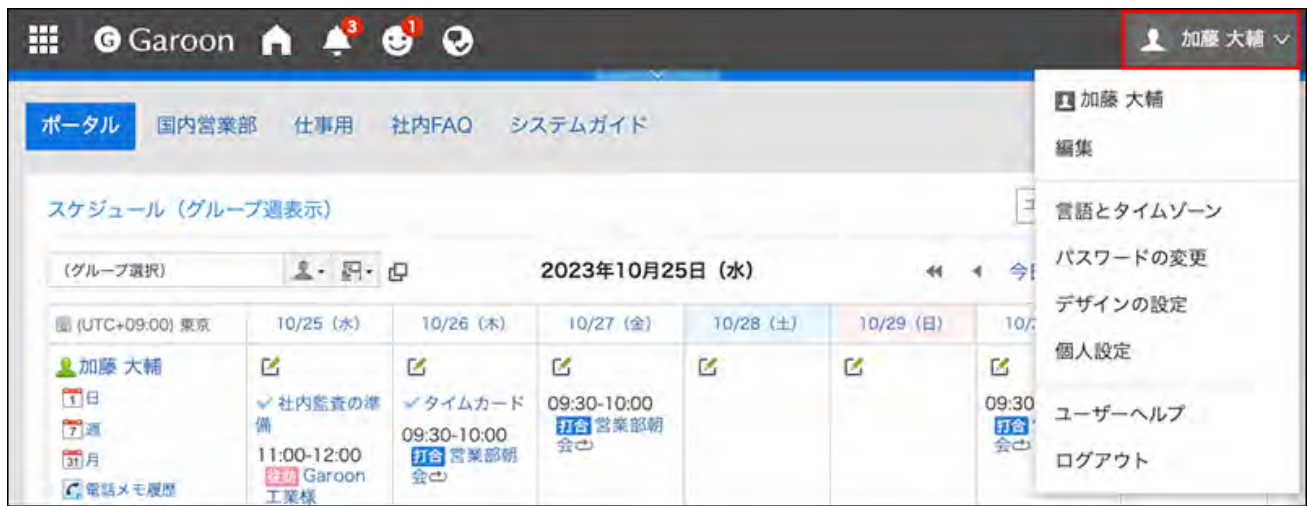 Garoon
3
1
加藤 大輔
加藤 大輔
編集
言語とタイムゾーン
パスワードの変更
デザインの設定
個人設定
ユーザーヘルプ
ログアウト
ポータル 国内営業部 仕事用 社内FAQ システムガイド
スケジュール（グループ週表示）
(グループ選択)
2023年10月25日（水）
(UTC+09:00) 東京 10/25（水） 10/26（木） 10/27（金） 10/28（土） 10/29（日）
加藤 大輔
1 日
7 週
31 月
電話メモ履歴
社内監査の準
備
11:00-12:00
往訪 Garoon
工業様
タイムカード
09:30-10:00
打合 営業部朝
会
09:30-10:00
打合 営業部朝
会
09:30
打合
会